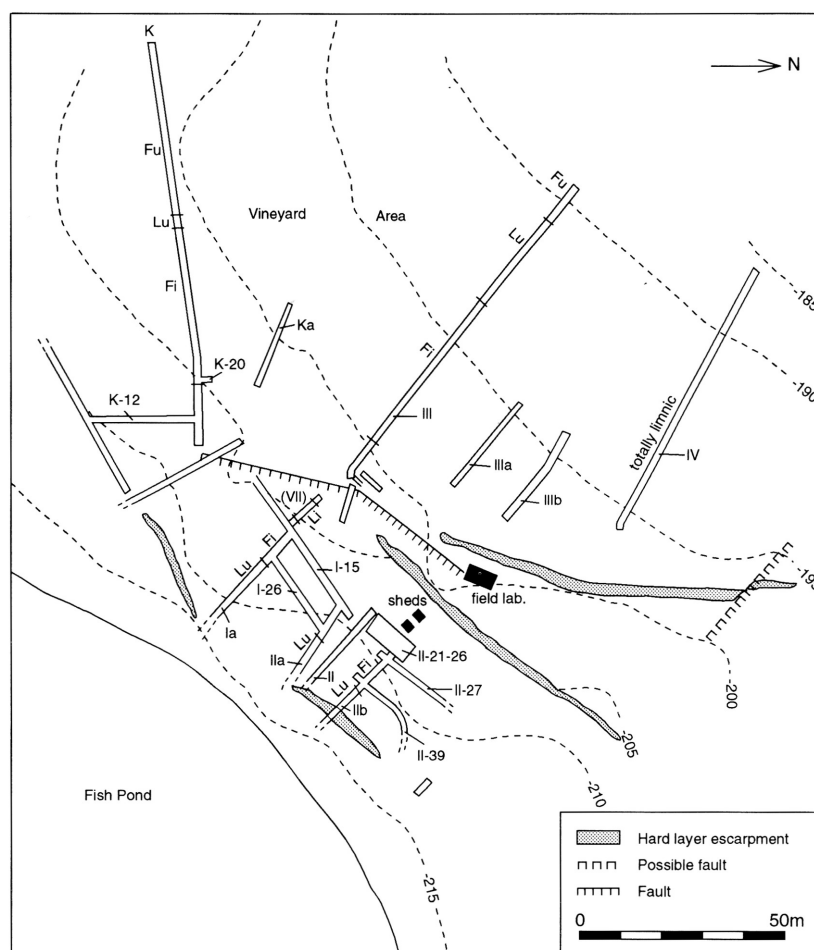 K
N
Fu
Fu
Vineyard Area
Lu
Lu
-185
Fi
Ka
Fi
-190
K-20
K-12
III
totally limnic
IIIa
IV
IIIb
(VII)
Li
Fi
-195
Lu
I-15
I-26
sheds
field lab.
Ia
Lu
IIa
II
II-21-26
Fi
Lu
II-27
-200
IIb
-205
II-39
Fish Pond
-210
-215
Hard layer escarpment
Possible fault
Fault
0 50m